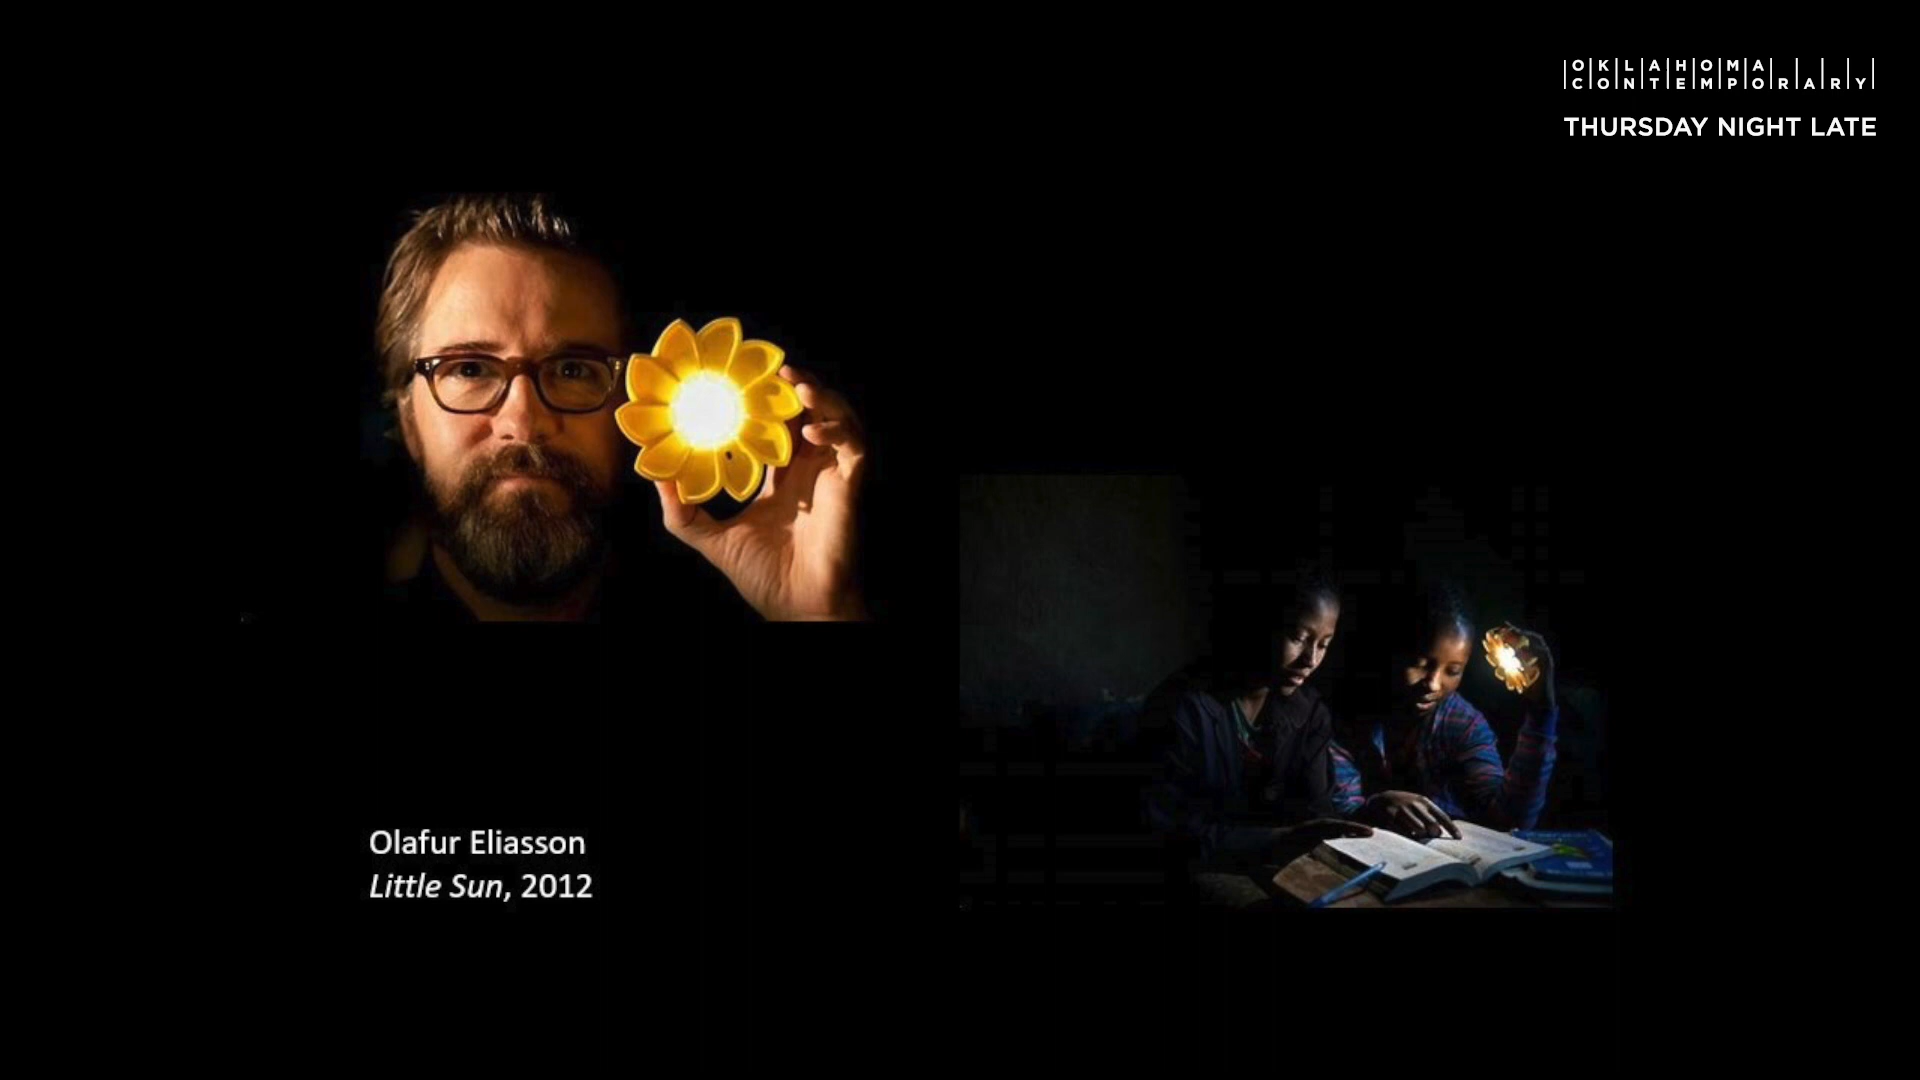 OKLAHOMA
CONTEMPORARY
THURSDAY NIGHT LATE
Olafur Eliasson
Little Sun, 2012